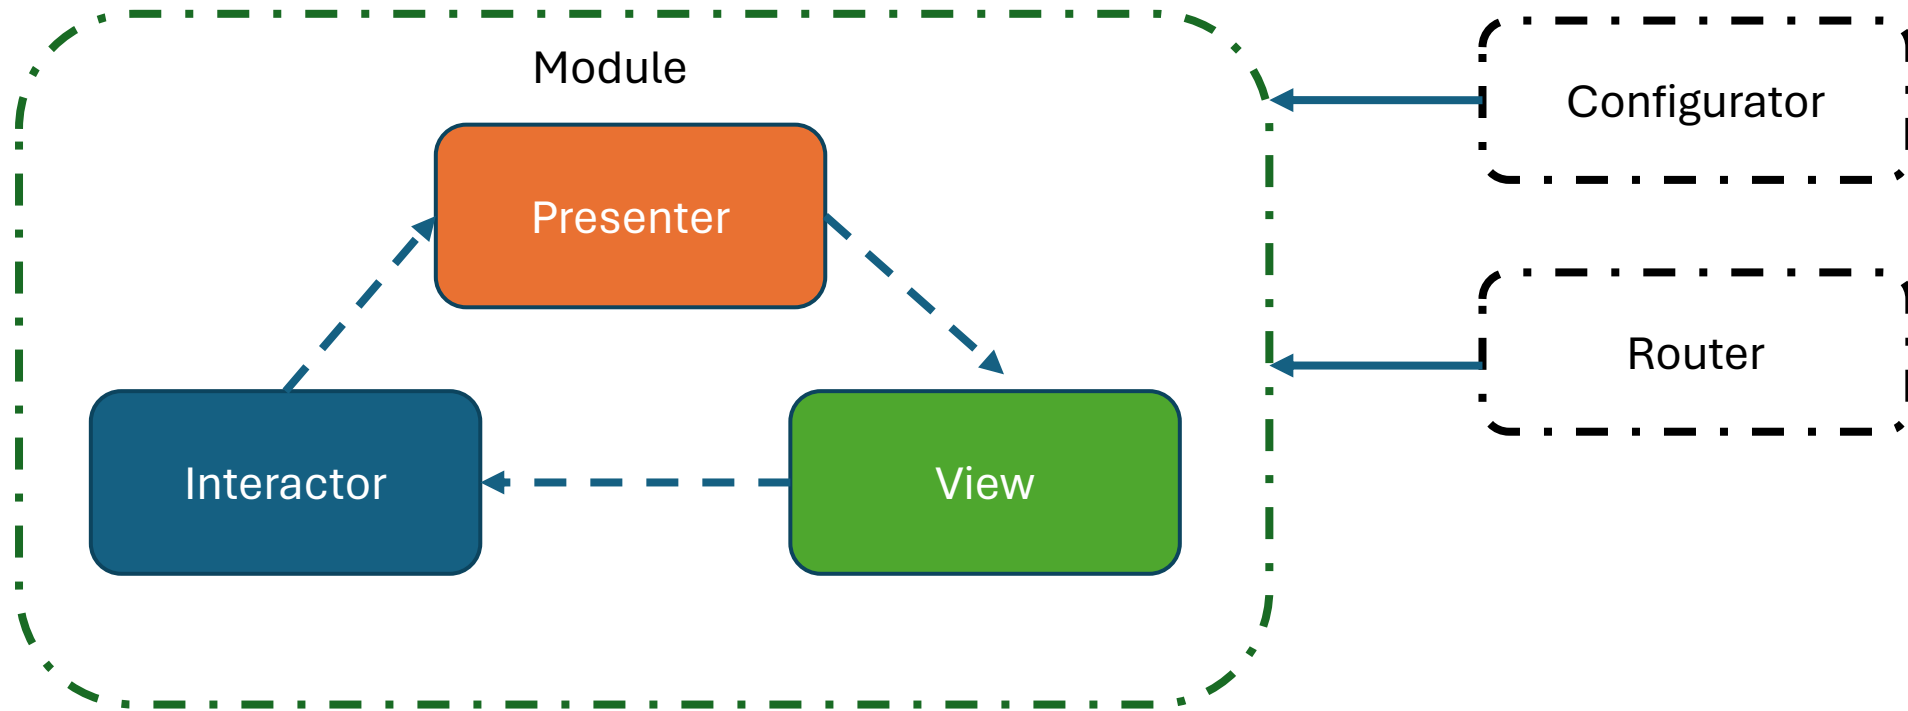 Module
Configurator
Presenter
Router
Interactor
View